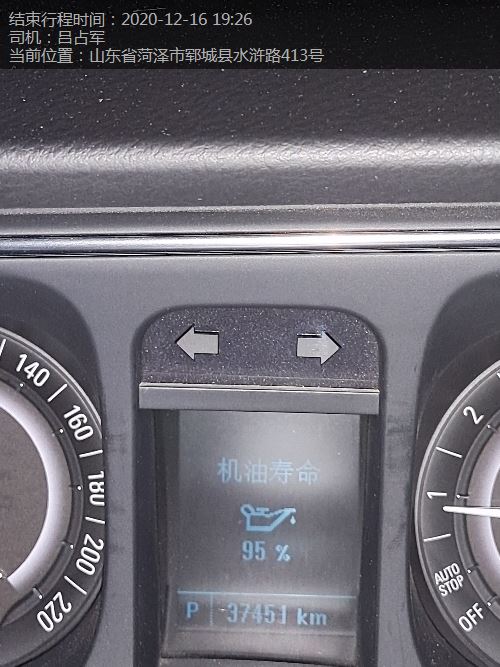 结束行程时间：2020-12-16 19:26
司机：吕占军
当前位置：山东省菏泽市郓城县水浒路413号
140
160
180
200
220
2
1
AUTO
STOP
OFF
机油寿命
95 %
P 37451 km